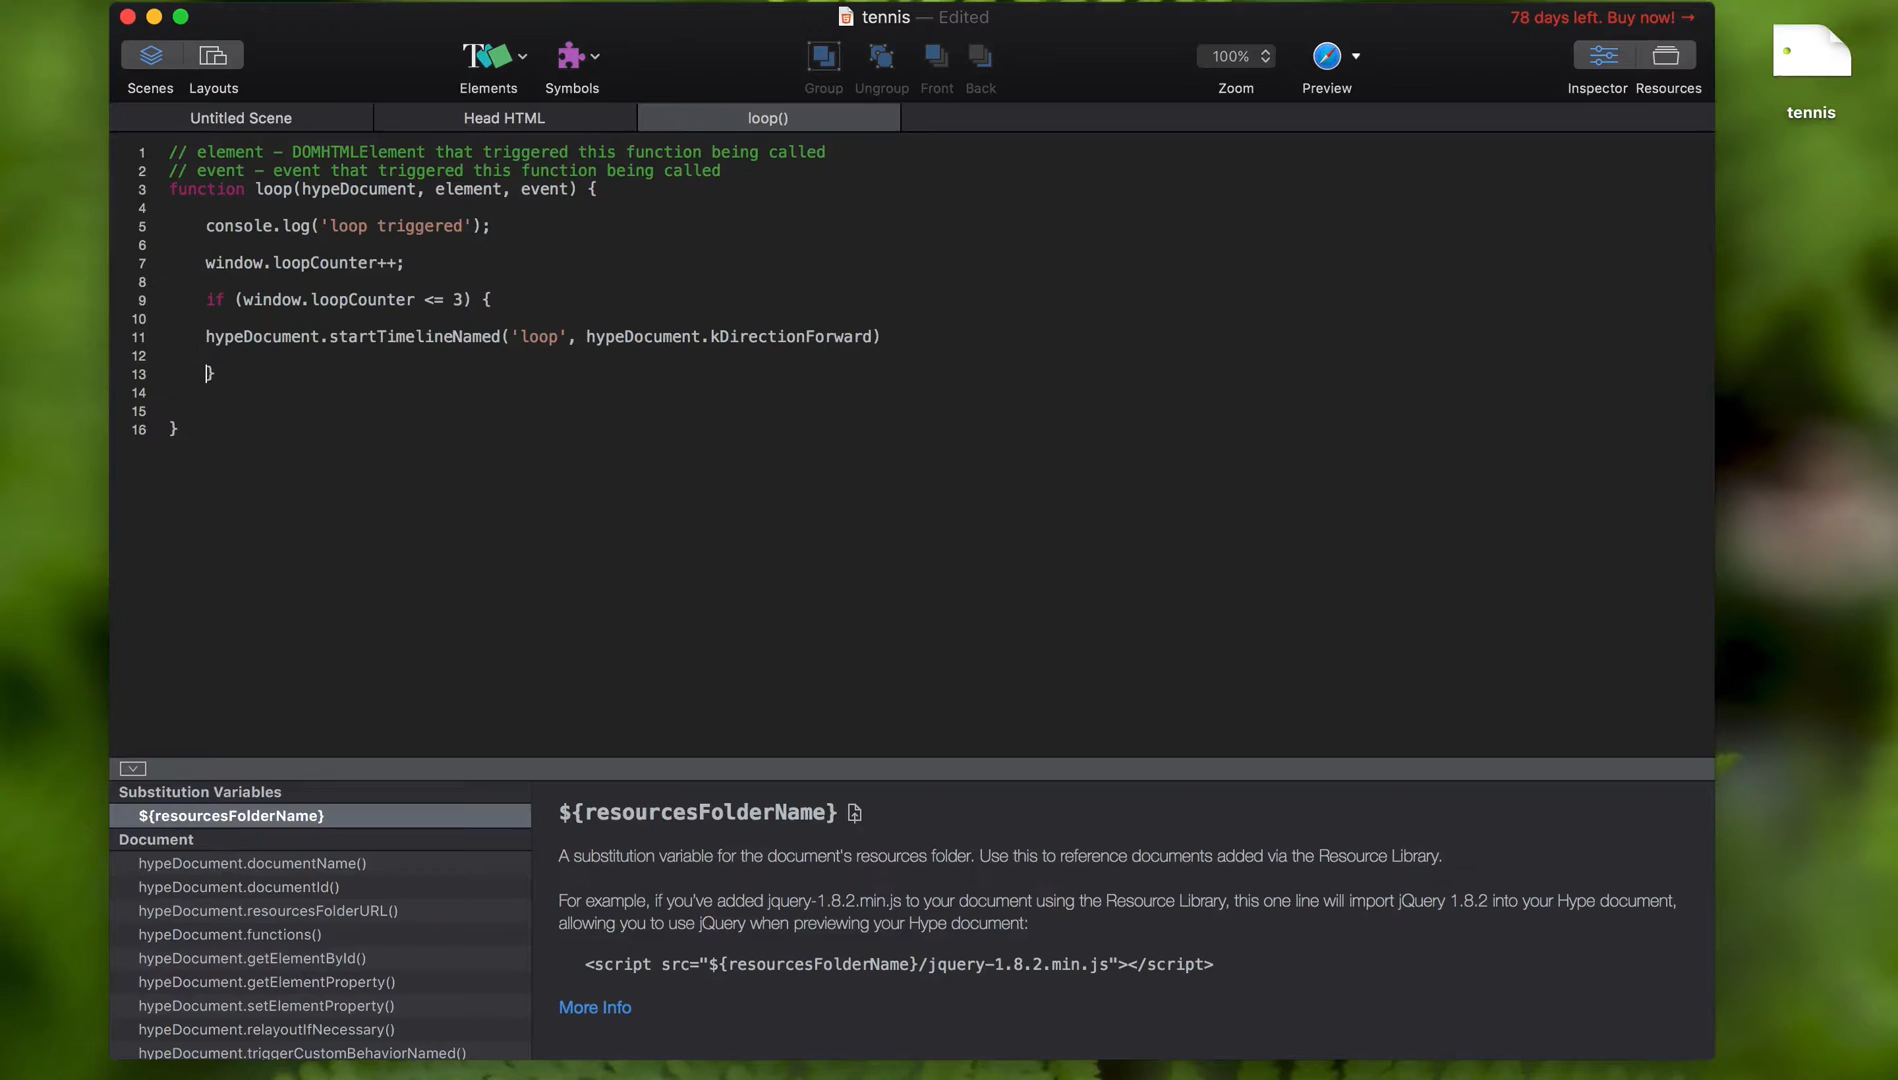 tennis — Edited
78 days left. Buy now! →
100%
Scenes
Layouts
Elements
Symbols
Group
Ungroup
Front
Back
Zoom
Preview
Inspector
Resources
tennis
Untitled Scene
Head HTML
loop()
1 // element – DOMHTMLElement that triggered this function being called
2 // event – event that triggered this function being called
3 function loop(hypeDocument, element, event) {
4
5 console.log('loop triggered');
6
7 window.loopCounter++;
8
9 if (window.loopCounter <= 3) {
10
11 hypeDocument.startTimelineNamed('loop', hypeDocument.kDirectionForward)
12
13 }
14
15
16 }
Substitution Variables
${resourcesFolderName}
Document
hypeDocument.documentName()
hypeDocument.documentId()
hypeDocument.resourcesFolderURL()
hypeDocument.functions()
hypeDocument.getElementById()
hypeDocument.getElementProperty()
hypeDocument.setElementProperty()
hypeDocument.relayoutIfNecessary()
hypeDocument.triggerCustomBehaviorNamed()
${resourcesFolderName}
A substitution variable for the document's resources folder. Use this to reference documents added via the Resource Library.
For example, if you've added jquery-1.8.2.min.js to your document using the Resource Library, this one line will import jQuery 1.8.2 into your Hype document,
allowing you to use jQuery when previewing your Hype document:
<script src="${resourcesFolderName}/jquery-1.8.2.min.js"></script>
More Info